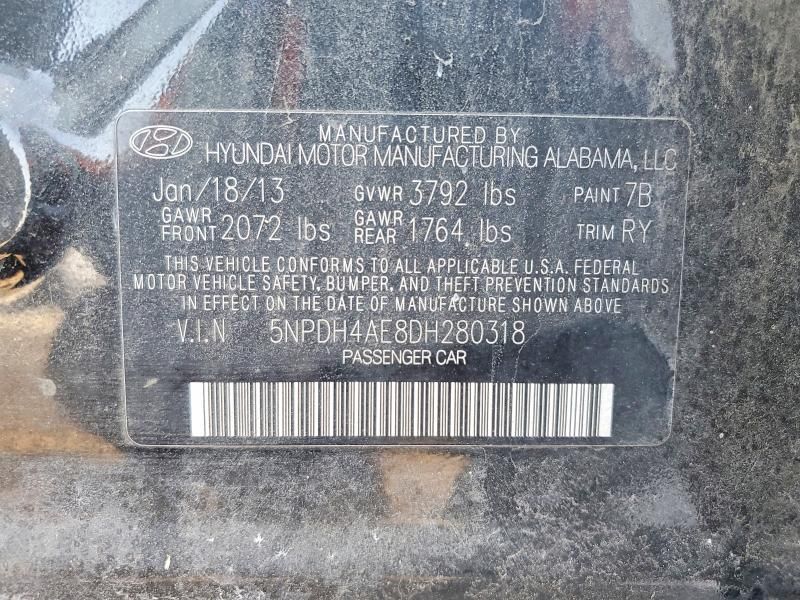 MANUFACTURED BY
HYUNDAI MOTOR MANUFACTURING ALABAMA, LLC
Jan/18/13 GVWR 3792 lbs PAINT 7B
GAWR FRONT 2072 lbs GAWR REAR 1764 lbs TRIM RY
THIS VEHICLE CONFORMS TO ALL APPLICABLE U.S.A. FEDERAL
MOTOR VEHICLE SAFETY, BUMPER, AND THEFT PREVENTION STANDARDS
IN EFFECT ON THE DATE OF MANUFACTURE SHOWN ABOVE
V.I.N 5NPDH4AE8DH280318
PASSENGER CAR